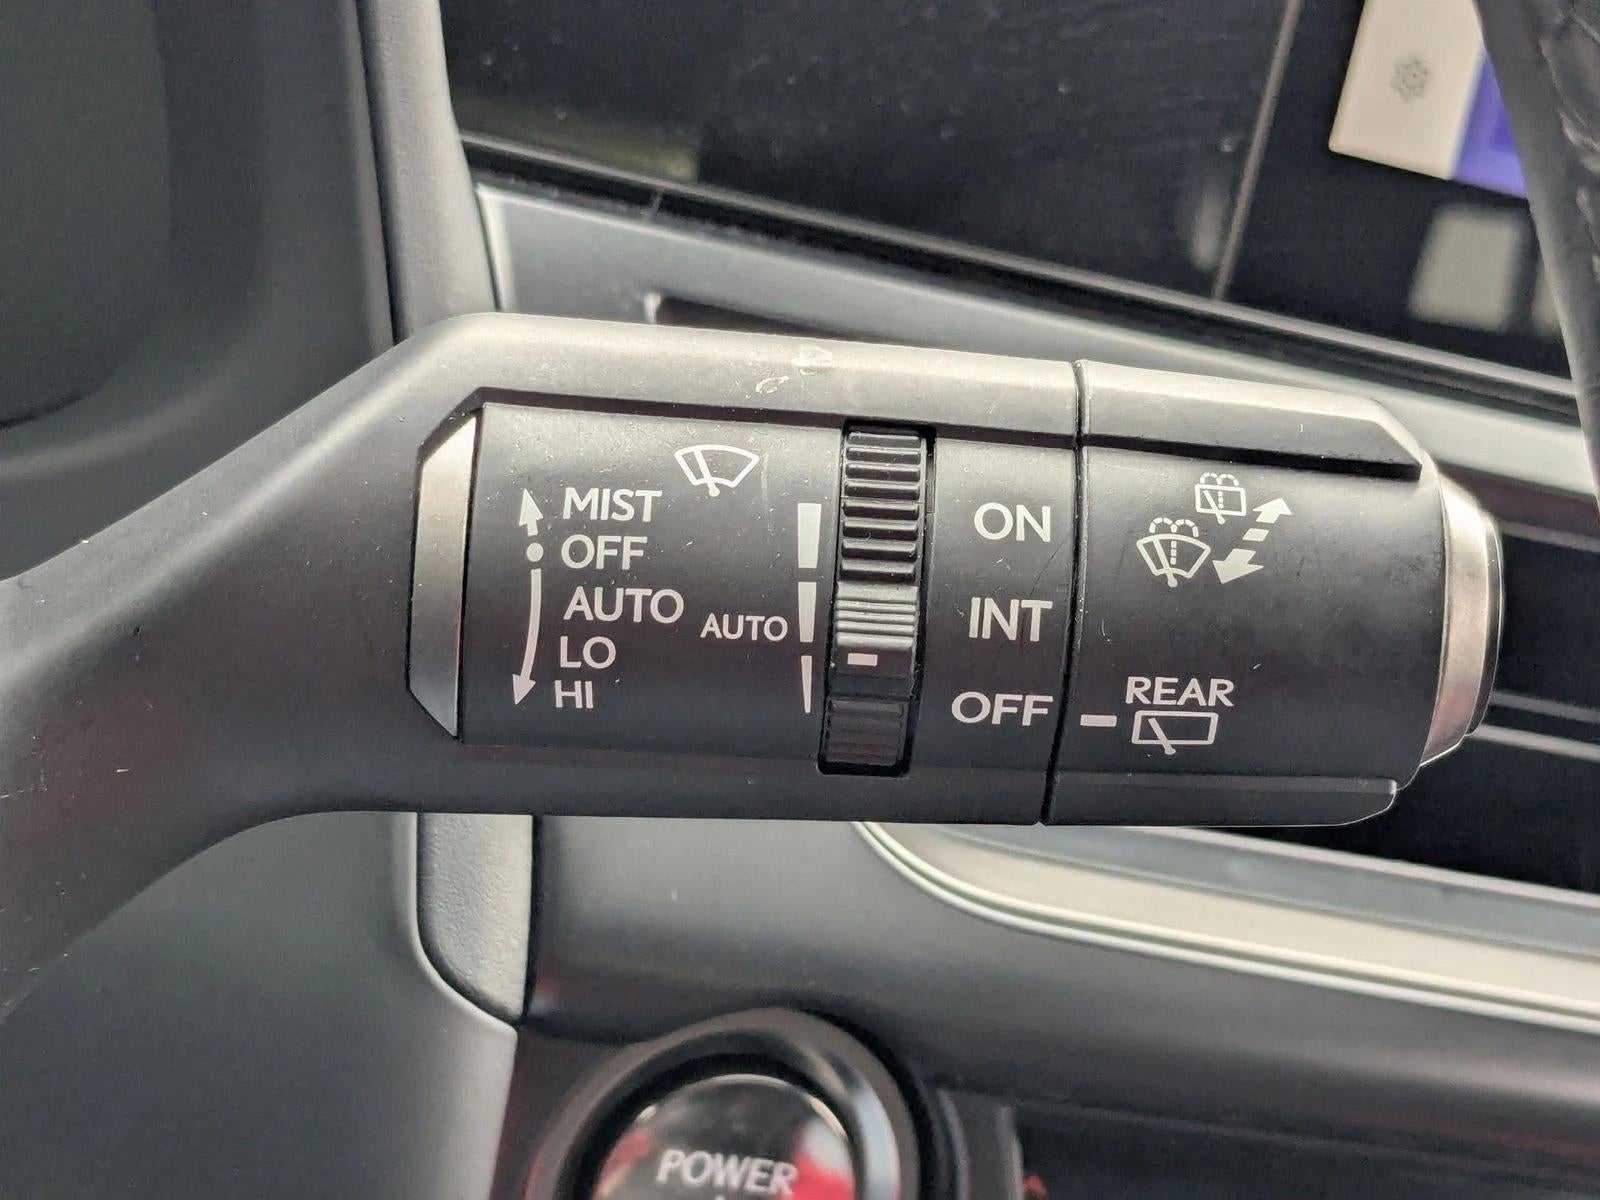 MIST
OFF
AUTO
LO
HI
AUTO
ON
INT
OFF
REAR
POWER